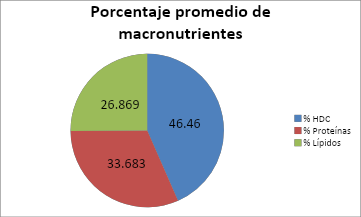 Porcentaje promedio de
macronutrientes
26.869
46.46
33.683
% HDC
% Proteínas
% Lípidos